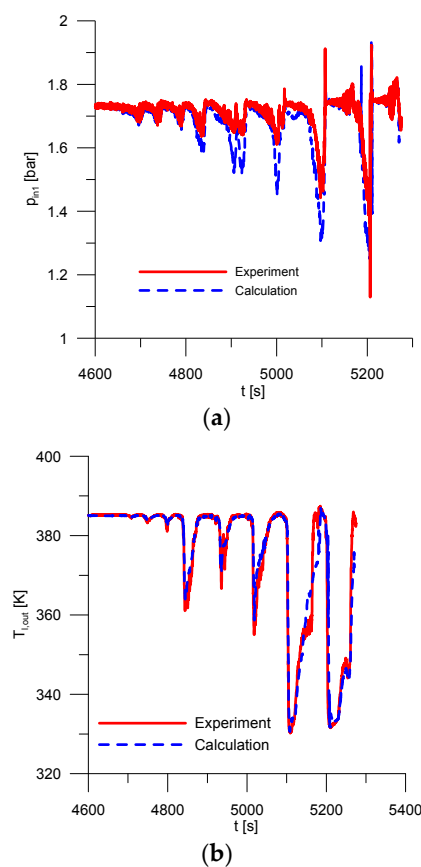 2
1.8
1.6
1.4
1.2
1
p_in1 [bar]
Experiment
Calculation
4600 4800 5000 5200
t [s]
(a)
400
380
360
340
320
T_l,out [K]
Experiment
Calculation
4600 4800 5000 5200 5400
t [s]
(b)